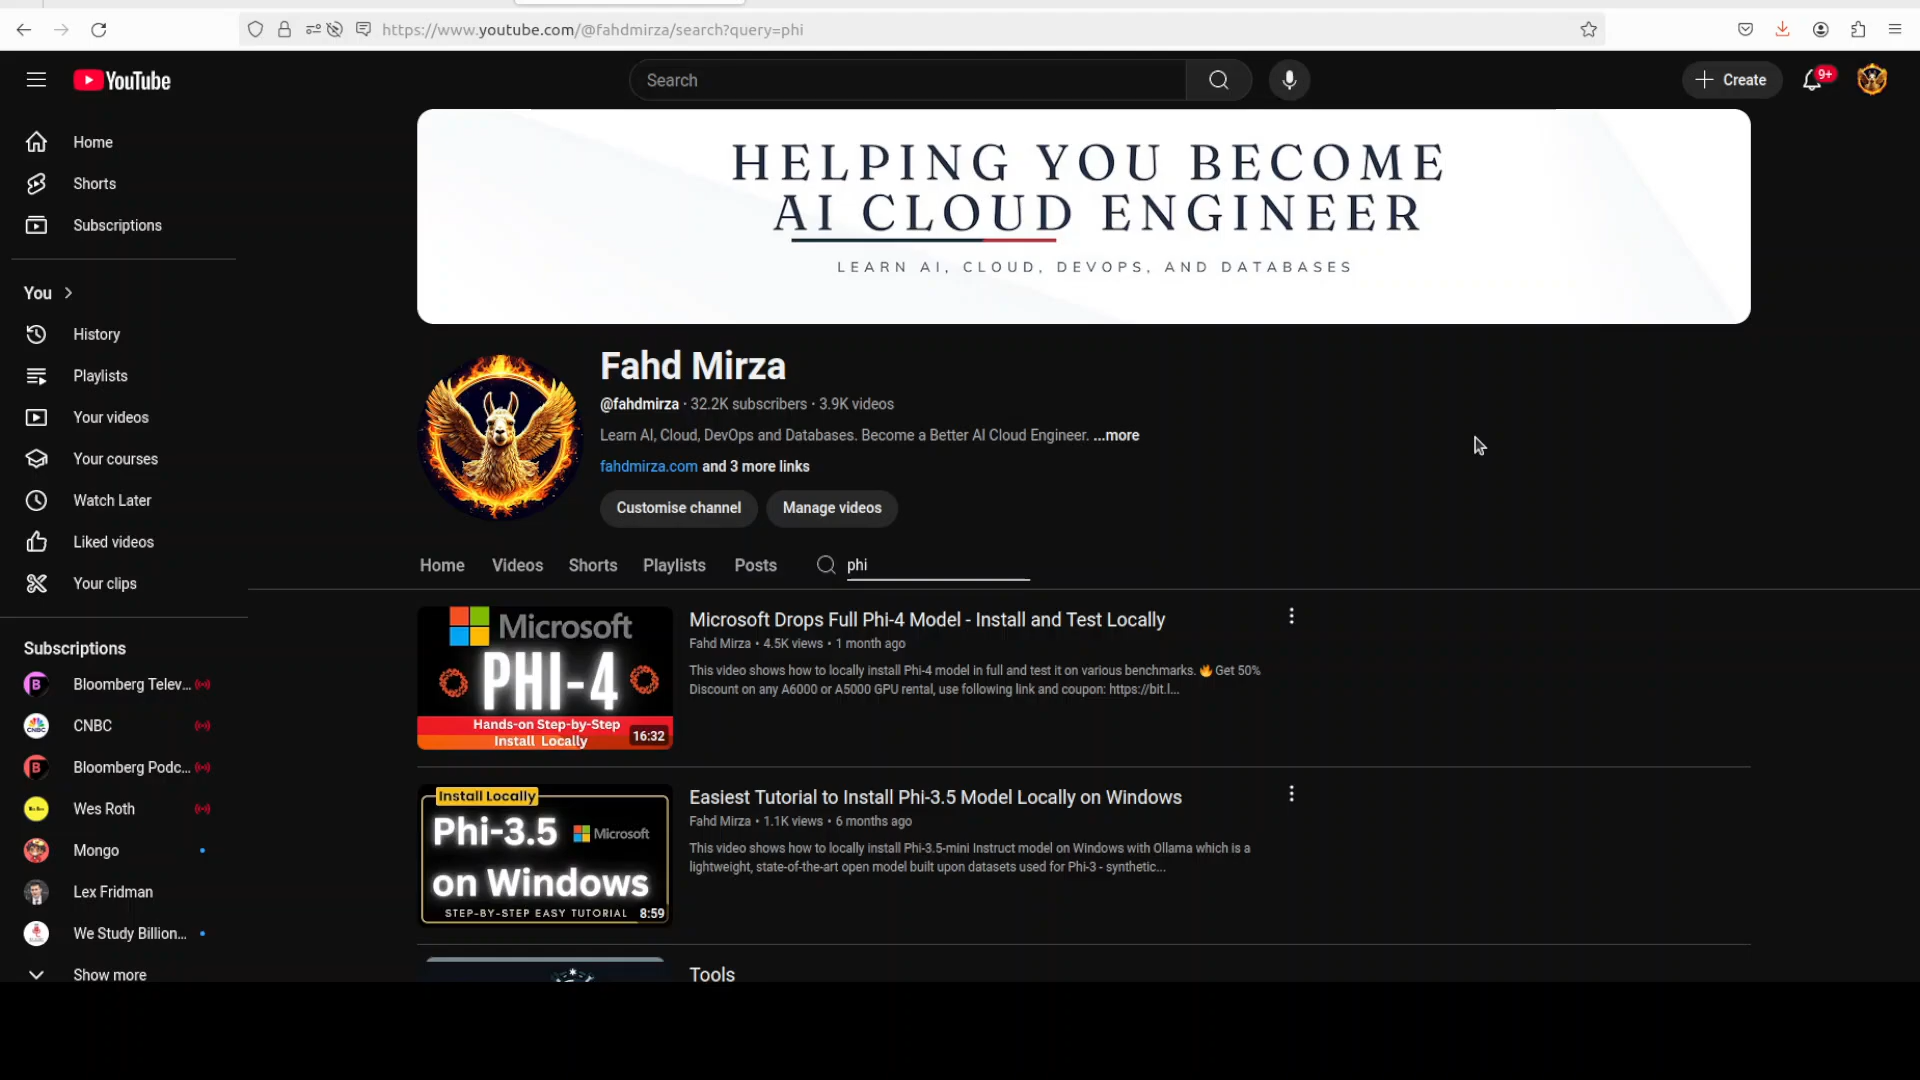 https://www.youtube.com/@fahdmirza/search?query=phi
YouTube
Search
Create
9+
Home
Shorts
Subscriptions
You
History
Playlists
Your videos
Your courses
Watch Later
Liked videos
Your clips
Subscriptions
Bloomberg Telev...
CNBC
Bloomberg Podc...
Wes Roth
Mongo
Lex Fridman
We Study Billion...
Show more
HELPING YOU BECOME
AI CLOUD ENGINEER
LEARN AI, CLOUD, DEVOPS, AND DATABASES
Fahd Mirza
@fahdmirza · 32.2K subscribers · 3.9K videos
Learn AI, Cloud, DevOps and Databases. Become a Better AI Cloud Engineer. ...more
fahdmirza.com and 3 more links
Customise channel Manage videos
Home Videos Shorts Playlists Posts phi
Microsoft
PHI-4
Hands-on Step-by-Step
Install Locally
16:32
Microsoft Drops Full Phi-4 Model - Install and Test Locally
Fahd Mirza • 4.5K views • 1 month ago
This video shows how to locally install Phi-4 model in full and test it on various benchmarks. 🔥 Get 50%
Discount on any A6000 or A5000 GPU rental, use following link and coupon: https://bit.l...
Install Locally
Phi-3.5 Microsoft
on Windows
STEP-BY-STEP EASY TUTORIAL
8:59
Easiest Tutorial to Install Phi-3.5 Model Locally on Windows
Fahd Mirza • 1.1K views • 6 months ago
This video shows how to locally install Phi-3.5-mini Instruct model on Windows with Ollama which is a
lightweight, state-of-the-art open model built upon datasets used for Phi-3 - synthetic...
Tools